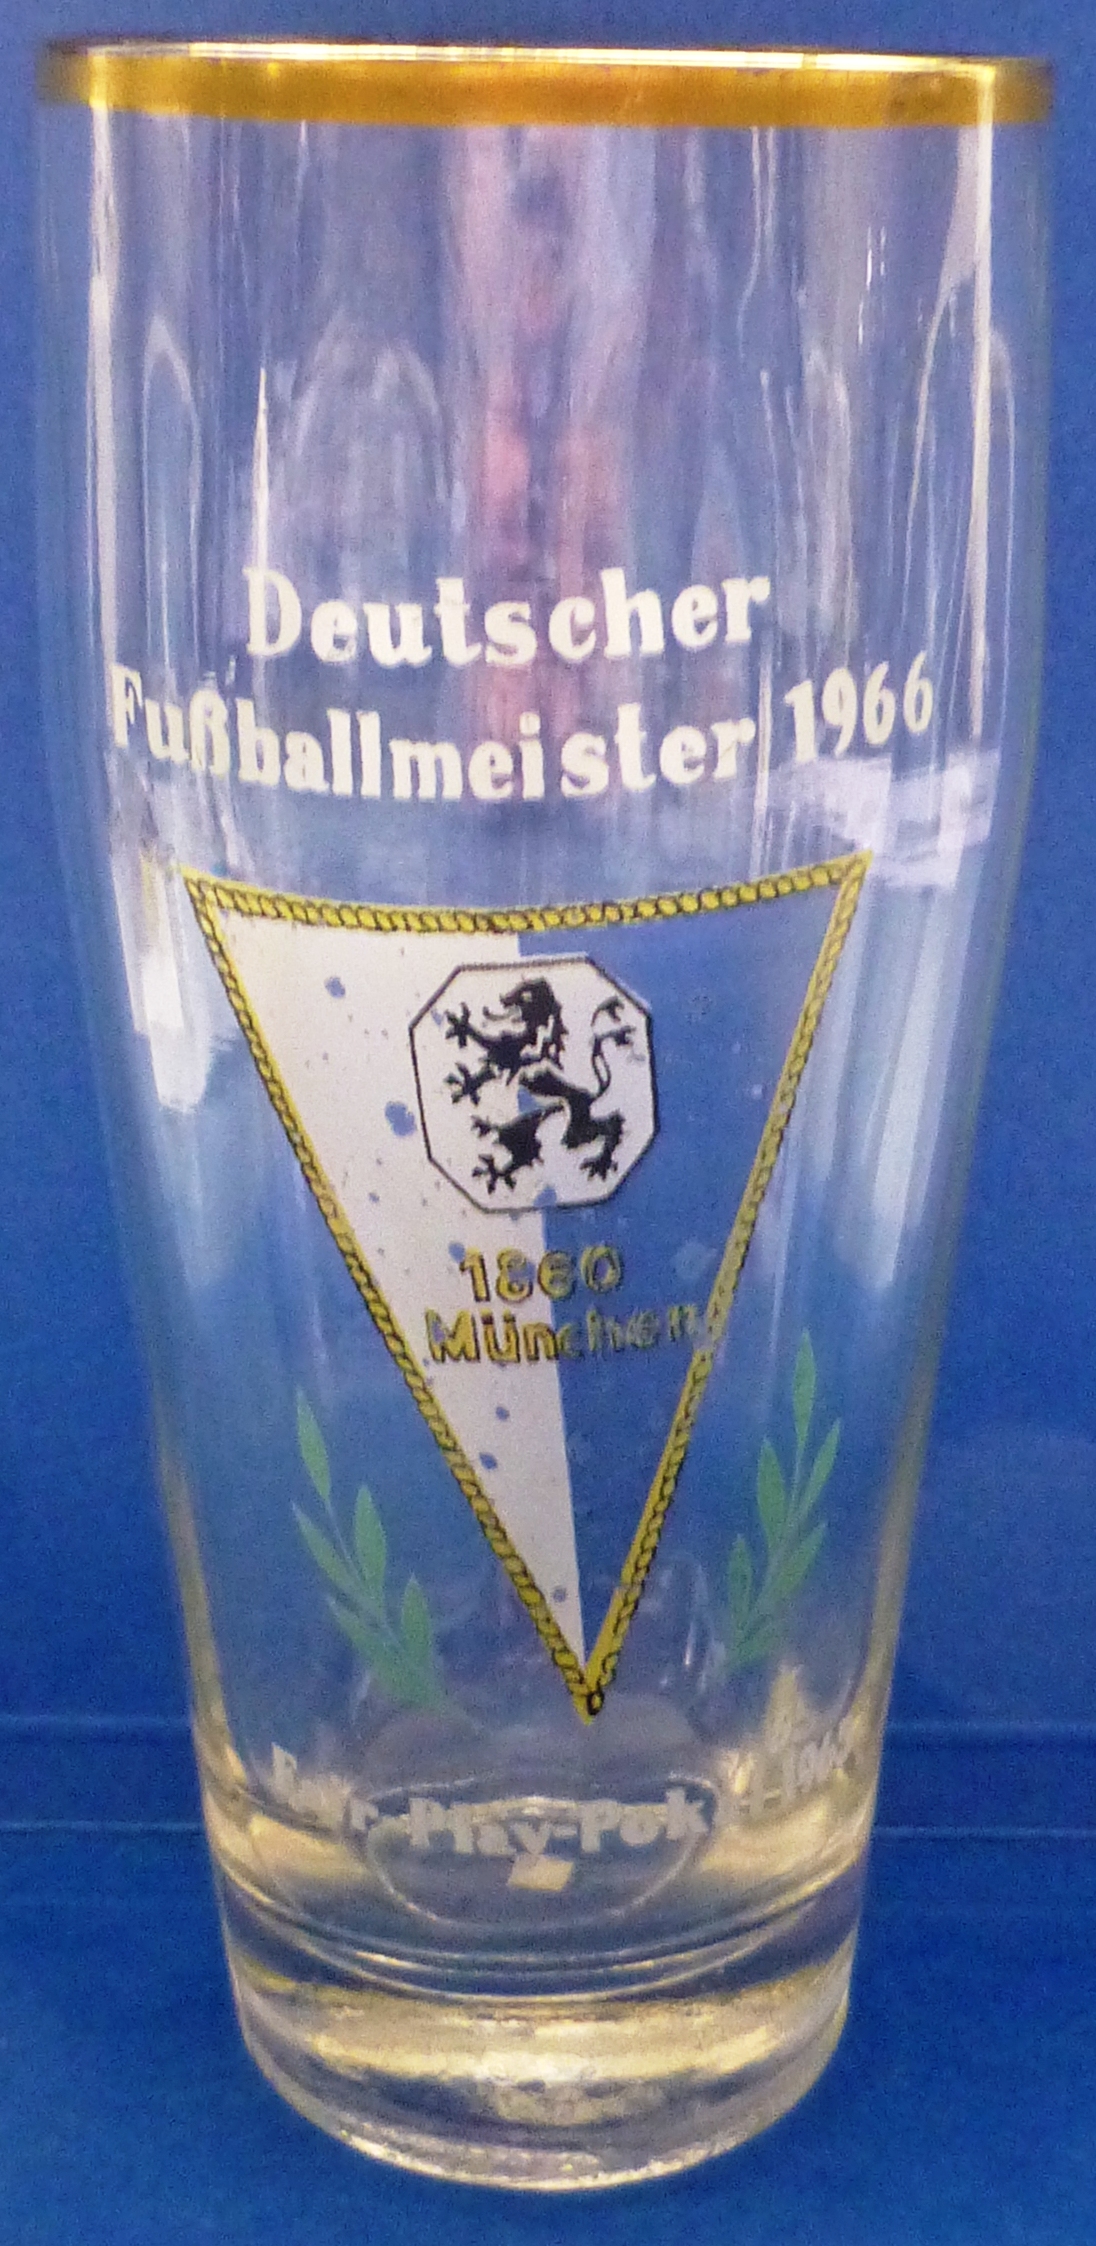 Deutscher
Fußballmeister 1966
1860
München